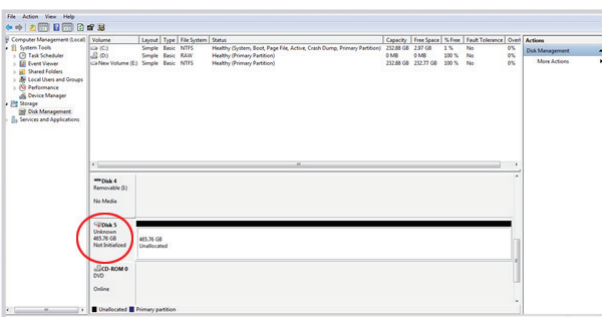 File Action View Help
Computer Management (Local)
System Tools
Task Scheduler
Event Viewer
Shared Folders
Local Users and Groups
Performance
Device Manager
Storage
Disk Management
Services and Applications
Volume Layout Type File System Status Capacity Free Space % Free Fault Tolerance Overl
(C:) Simple Basic NTFS Healthy (System, Boot, Page File, Active, Crash Dump, Primary Partition) 232.88 GB 2.97 GB 1 % No 0%
(D:) Simple Basic RAW Healthy (Primary Partition) 0 MB 0 MB 100 % No 0%
New Volume (E:) Simple Basic NTFS Healthy (Primary Partition) 232.88 GB 232.77 GB 100 % No 0%
Actions
Disk Management
More Actions
Disk 4
No Media
Disk 5
Unknown
465.76 GB
Not Initialized
465.76 GB
Unallocated
CD-ROM 0
DVD
Online
Unallocated Primary partition